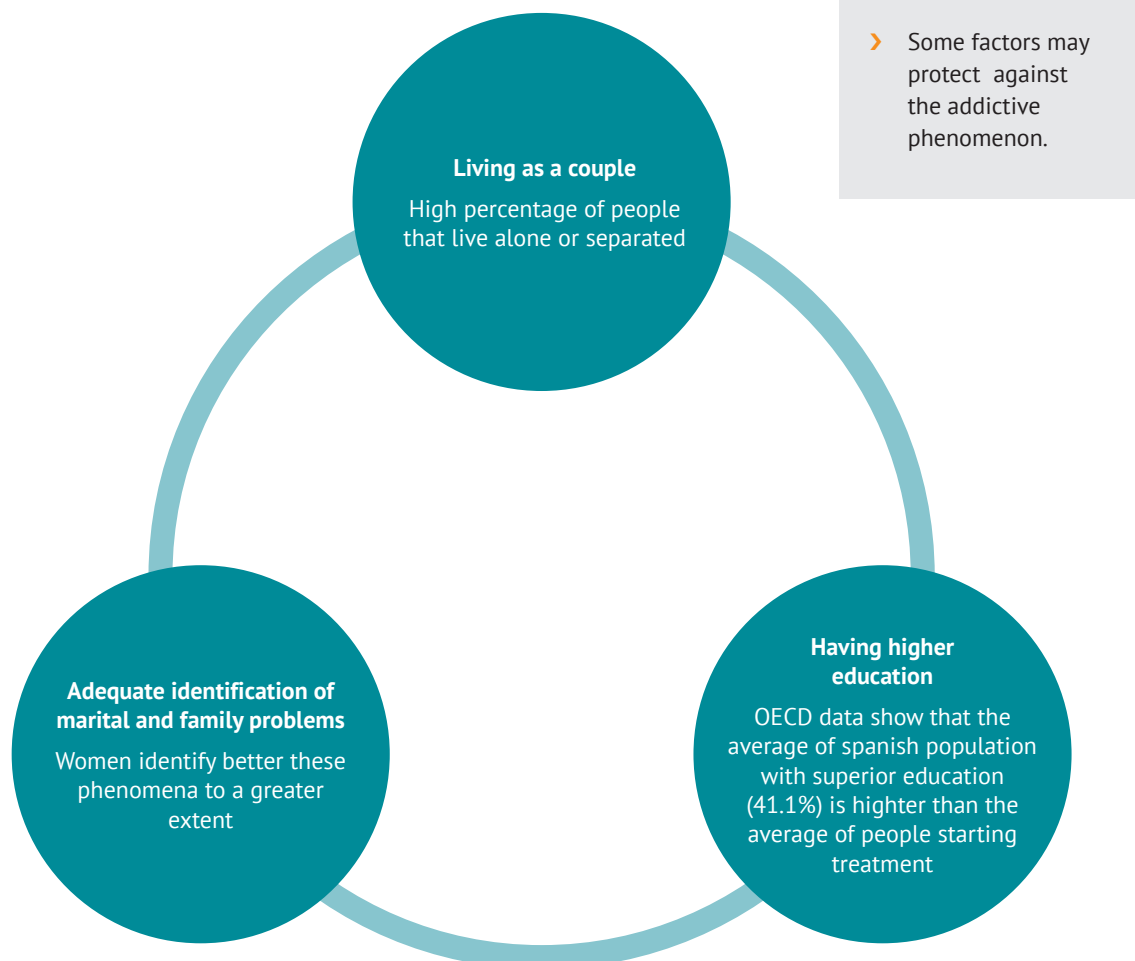 › Some factors may
protect against
the addictive
phenomenon.
Living as a couple
High percentage of people
that live alone or separated
Adequate identification of
marital and family problems
Women identify better these
phenomena to a greater
extent
Having higher
education
OECD data show that the
average of spanish population
with superior education
(41.1%) is highter than the
average of people starting
treatment